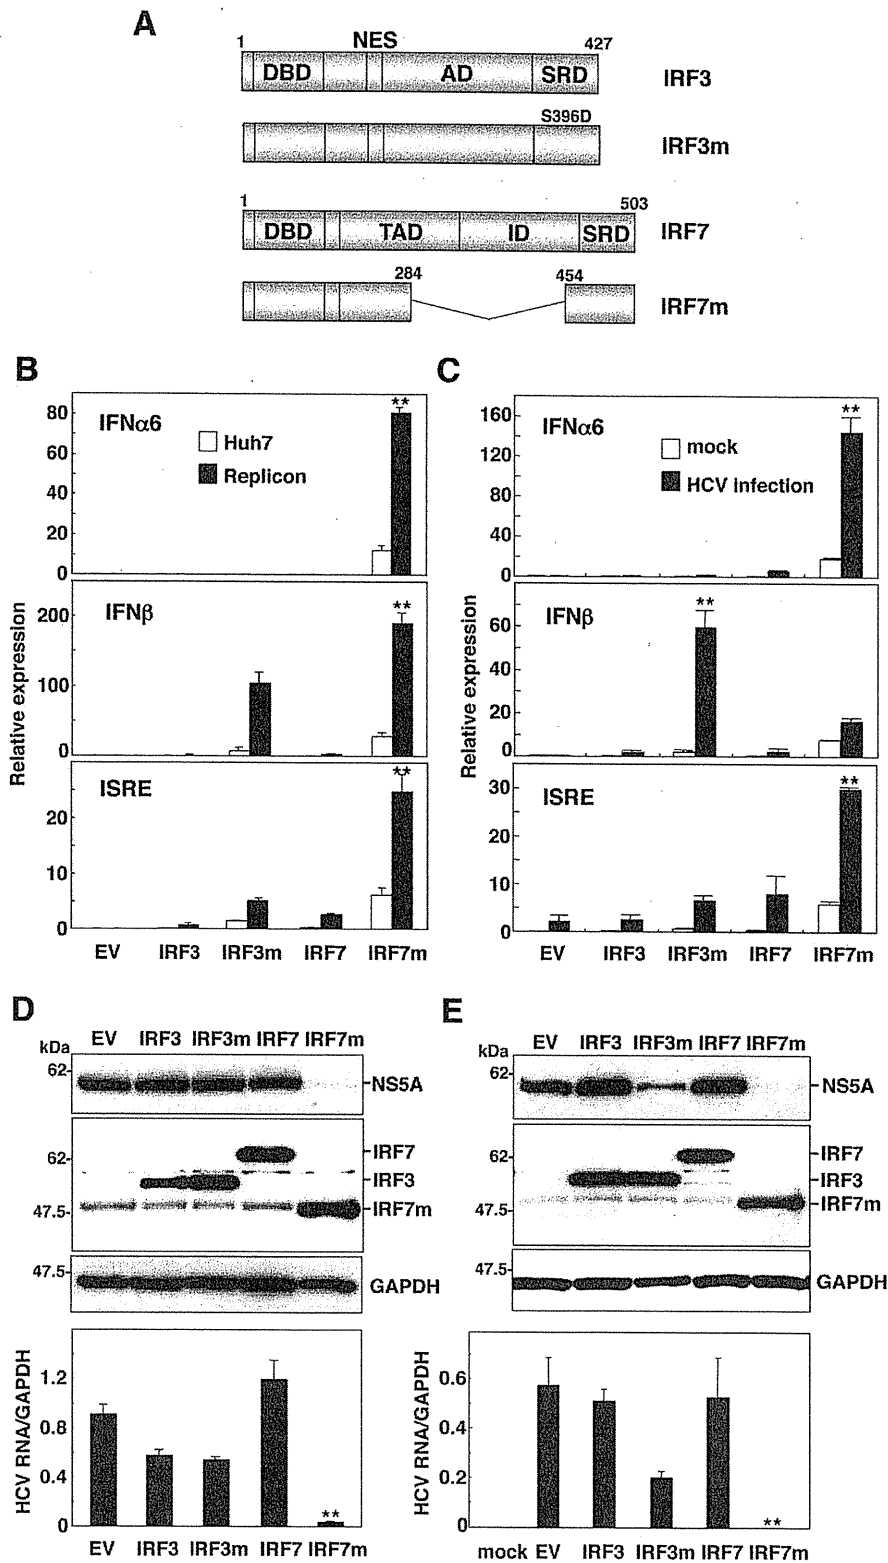 A
1 NES 427
DBD AD SRD IRF3
S396D
IRF3m
1 503
DBD TAD ID SRD IRF7
284 454
IRF7m
B
IFNα6
Huh7
Replicon
**
80
60
40
20
0
IFNβ
**
200
100
0
ISRE
**
20
10
0
Relative expression
EV IRF3 IRF3m IRF7 IRF7m
C
IFNα6
mock
HCV infection
**
160
120
80
40
0
IFNβ
**
60
40
20
0
ISRE
**
30
20
10
0
Relative expression
EV IRF3 IRF3m IRF7 IRF7m
D
EV IRF3 IRF3m IRF7 IRF7m
kDa
62
NS5A
IRF7
62
IRF3
47.5
IRF7m
47.5
GAPDH
HCV RNA/GAPDH
1.2
0.8
0.4
0
**
EV IRF3 IRF3m IRF7 IRF7m
E
EV IRF3 IRF3m IRF7 IRF7m
kDa
62
NS5A
62
IRF7
IRF3
47.5
IRF7m
47.5
GAPDH
HCV RNA/GAPDH
0.6
0.4
0.2
0
**
mock EV IRF3 IRF3m IRF7 IRF7m